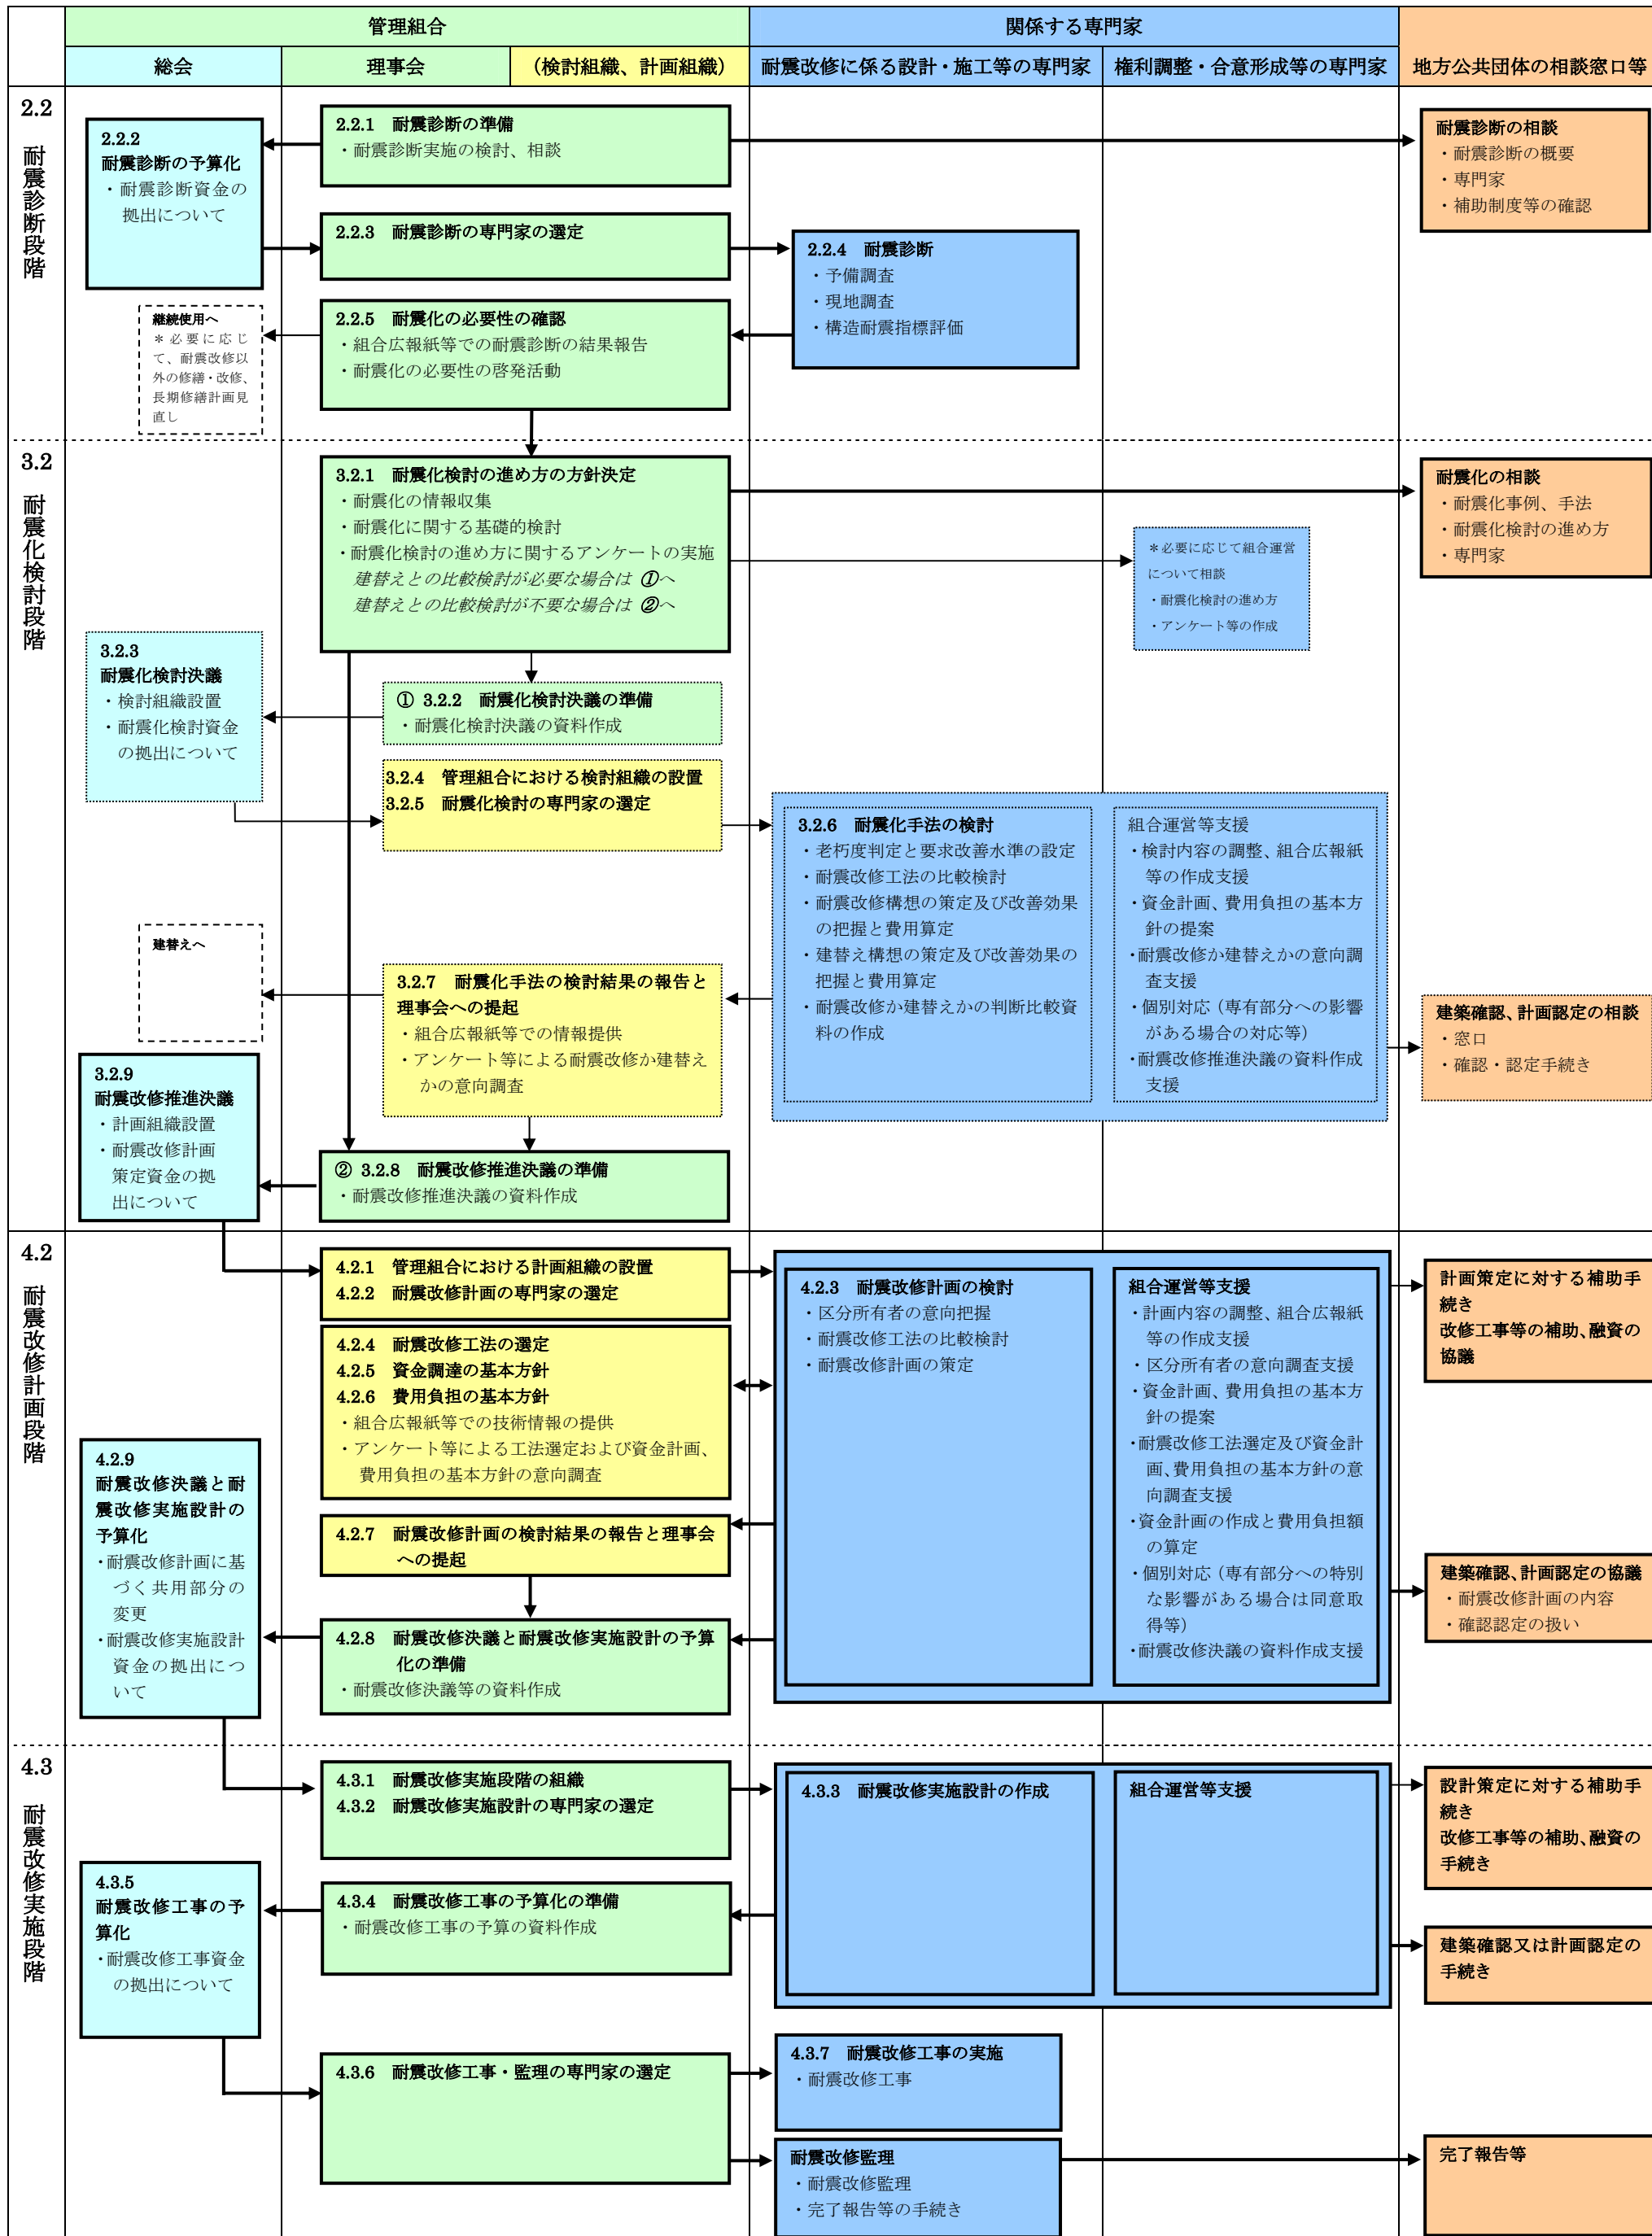 管理組合
関係する専門家
総会
理事会
（検討組織、計画組織）
耐震改修に係る設計・施工等の専門家
権利調整・合意形成等の専門家
地方公共団体の相談窓口等
2.2
耐震診断段階
2.2.1　耐震診断の準備
・耐震診断実施の検討、相談
耐震診断の相談
・耐震診断の概要
・専門家
・補助制度等の確認
2.2.2
耐震診断の予算化
・耐震診断資金の
拠出について
2.2.3　耐震診断の専門家の選定
2.2.4　耐震診断
・予備調査
・現地調査
・構造耐震指標評価
2.2.5　耐震化の必要性の確認
・組合広報紙等での耐震診断の結果報告
・耐震化の必要性の啓発活動
継続使用へ
＊必要に応じ
て、耐震改修以
外の修繕・改修、
長期修繕計画見
直し
3.2
耐震化検討段階
3.2.1　耐震化検討の進め方の方針決定
・耐震化の情報収集
・耐震化に関する基礎的検討
・耐震化検討の進め方に関するアンケートの実施
建替えとの比較検討が必要な場合は ①へ
建替えとの比較検討が不要な場合は ②へ
耐震化の相談
・耐震化事例、手法
・耐震化検討の進め方
・専門家
＊必要に応じて組合運営
について相談
・耐震化検討の進め方
・アンケート等の作成
3.2.3
耐震化検討決議
・検討組織設置
・耐震化検討資金
の拠出について
① 3.2.2　耐震化検討決議の準備
・耐震化検討決議の資料作成
3.2.4　管理組合における検討組織の設置
3.2.5　耐震化検討の専門家の選定
3.2.6　耐震化手法の検討
・老朽度判定と要求改善水準の設定
・耐震改修工法の比較検討
・耐震改修構想の策定及び改善効果
の把握と費用算定
・建替え構想の策定及び改善効果の
把握と費用算定
・耐震改修か建替えかの判断比較資
料の作成
組合運営等支援
・検討内容の調整、組合広報紙
等の作成支援
・資金計画、費用負担の基本方
針の提案
・耐震改修か建替えかの意向調
査支援
・個別対応（専有部分への影響
がある場合の対応等）
・耐震改修推進決議の資料作成
支援
建替えへ
3.2.7　耐震化手法の検討結果の報告と
理事会への提起
・組合広報紙等での情報提供
・アンケート等による耐震改修か建替え
かの意向調査
建築確認、計画認定の相談
・窓口
・確認・認定手続き
3.2.9
耐震改修推進決議
・計画組織設置
・耐震改修計画
策定資金の拠
出について
② 3.2.8　耐震改修推進決議の準備
・耐震改修推進決議の資料作成
4.2
耐震改修計画段階
4.2.1　管理組合における計画組織の設置
4.2.2　耐震改修計画の専門家の選定
4.2.4　耐震改修工法の選定
4.2.5　資金調達の基本方針
4.2.6　費用負担の基本方針
・組合広報紙等での技術情報の提供
・アンケート等による工法選定および資金計画、
費用負担の基本方針の意向調査
4.2.3　耐震改修計画の検討
・区分所有者の意向把握
・耐震改修工法の比較検討
・耐震改修計画の策定
組合運営等支援
・計画内容の調整、組合広報紙
等の作成支援
・区分所有者の意向調査支援
・資金計画、費用負担の基本方
針の提案
・耐震改修工法選定及び資金計
画、費用負担の基本方針の意
向調査支援
・資金計画の作成と費用負担額
の算定
・個別対応（専有部分への特別
な影響がある場合は同意取
得等）
・耐震改修決議の資料作成支援
計画策定に対する補助手
続き
改修工事等の補助、融資の
協議
4.2.9
耐震改修決議と耐
震改修実施設計の
予算化
・耐震改修計画に基
づく共用部分の
変更
・耐震改修実施設計
資金の拠出につ
いて
4.2.7　耐震改修計画の検討結果の報告と理事会
への提起
4.2.8　耐震改修決議と耐震改修実施設計の予算
化の準備
・耐震改修決議等の資料作成
建築確認、計画認定の協議
・耐震改修計画の内容
・確認認定の扱い
4.3
耐震改修実施段階
4.3.1　耐震改修実施段階の組織
4.3.2　耐震改修実施設計の専門家の選定
4.3.3　耐震改修実施設計の作成
組合運営等支援
設計策定に対する補助手
続き
改修工事等の補助、融資の
手続き
4.3.5
耐震改修工事の予
算化
・耐震改修工事資金
の拠出について
4.3.4　耐震改修工事の予算化の準備
・耐震改修工事の予算の資料作成
建築確認又は計画認定の
手続き
4.3.6　耐震改修工事・監理の専門家の選定
4.3.7　耐震改修工事の実施
・耐震改修工事
耐震改修監理
・耐震改修監理
・完了報告等の手続き
完了報告等